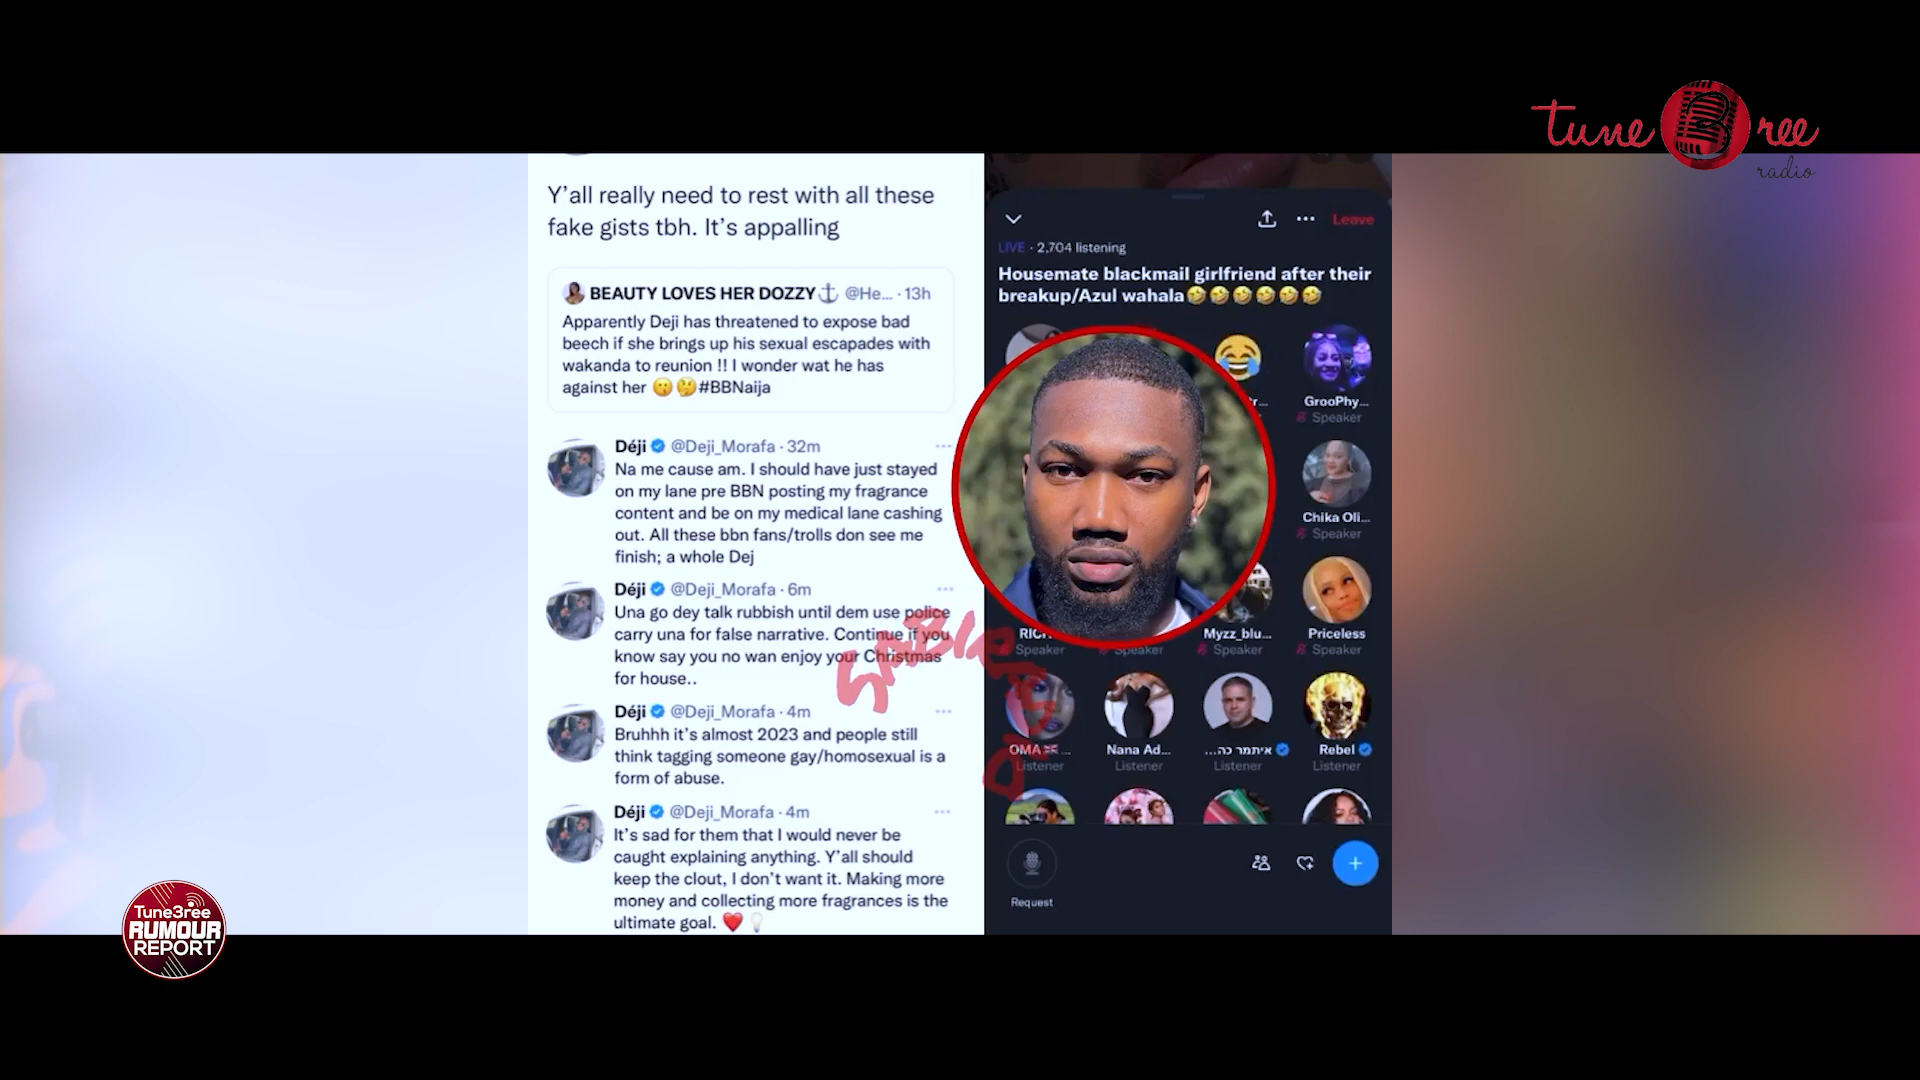 tune 3 ree
radio
Y'all really need to rest with all these
fake gists tbh. It's appalling
BEAUTY LOVES HER DOZZY⚓ @He... · 13h
Apparently Deji has threatened to expose bad
beech if she brings up his sexual escapades with
wakanda to reunion !! I wonder wat he has
against her 😗🤔#BBNaija
Déji @Deji_Morafa · 32m
Na me cause am. I should have just stayed
on my lane pre BBN posting my fragrance
content and be on my medical lane cashing
out. All these bbn fans/trolls don see me
finish; a whole Dej
Déji @Deji_Morafa · 6m
Una go dey talk rubbish until dem use police
carry una for false narrative. Continue if you
know say you no wan enjoy your Christmas
for house..
Déji @Deji_Morafa · 4m
Bruhhh it's almost 2023 and people still
think tagging someone gay/homosexual is a
form of abuse.
Déji @Deji_Morafa · 4m
It's sad for them that I would never be
caught explaining anything. Y'all should
keep the clout, I don't want it. Making more
money and collecting more fragrances is the
ultimate goal. ❤️💡
Leave
LIVE · 2,704 listening
Housemate blackmail girlfriend after their
breakup/Azul wahala🤣🤣🤣🤣🤣🤣
GrooPhy...
Speaker
Chika Oli...
Speaker
Myzz_blu... Priceless
Speaker Speaker Speaker Speaker
OMA🇬🇧... Nana Ad... איתמר כה... Rebel
Listener Listener Listener Listener
Request
Tune3ree
RUMOUR
REPORT